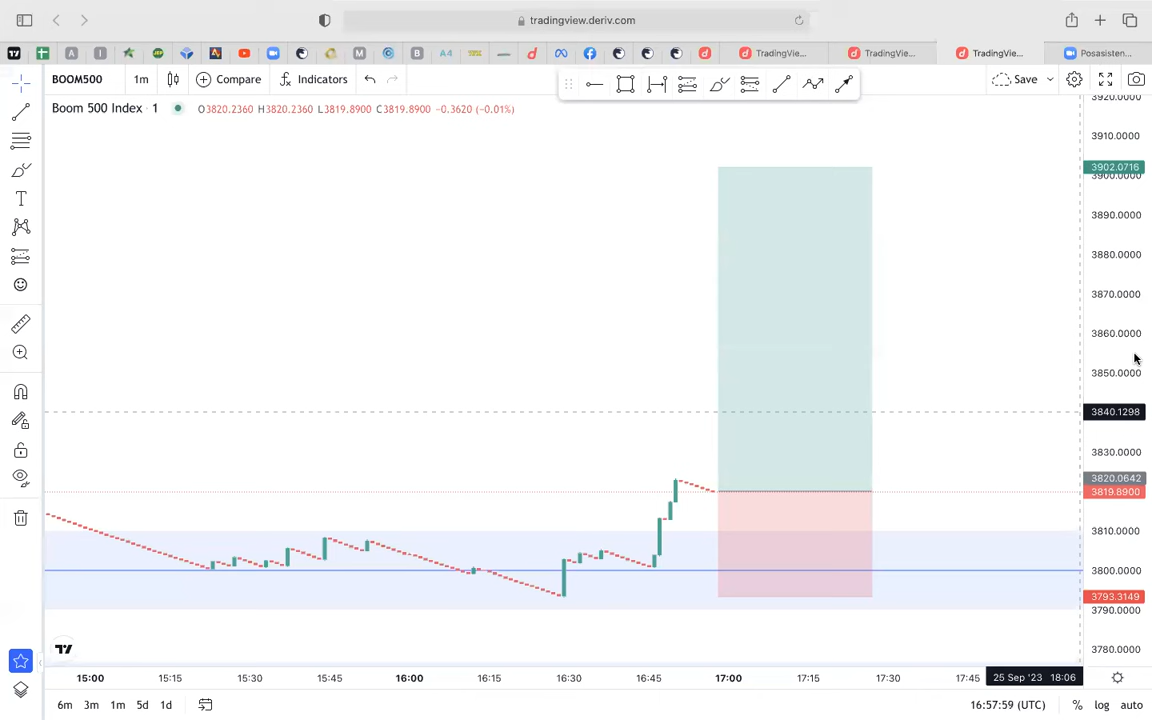 tradingview.deriv.com
A I JEP M B A4
TradingVie...
TradingVie...
TradingVie...
Posasisten...
BOOM500
1m
Compare
Indicators
Save
Boom 500 Index · 1
O3820.2360 H3820.2360 L3819.8900 C3819.8900 −0.3620 (−0.01%)
3920.0000
3910.0000
3902.0716
3900.0000
3890.0000
3880.0000
3870.0000
3860.0000
3850.0000
3840.1298
3830.0000
3820.0642
3819.8900
3810.0000
3800.0000
3793.3149
3790.0000
3780.0000
15:00 15:15 15:30 15:45 16:00 16:15 16:30 16:45 17:00 17:15 17:30 17:45 25 Sep '23 18:06
6m 3m 1m 5d 1d
16:57:59 (UTC) % log auto